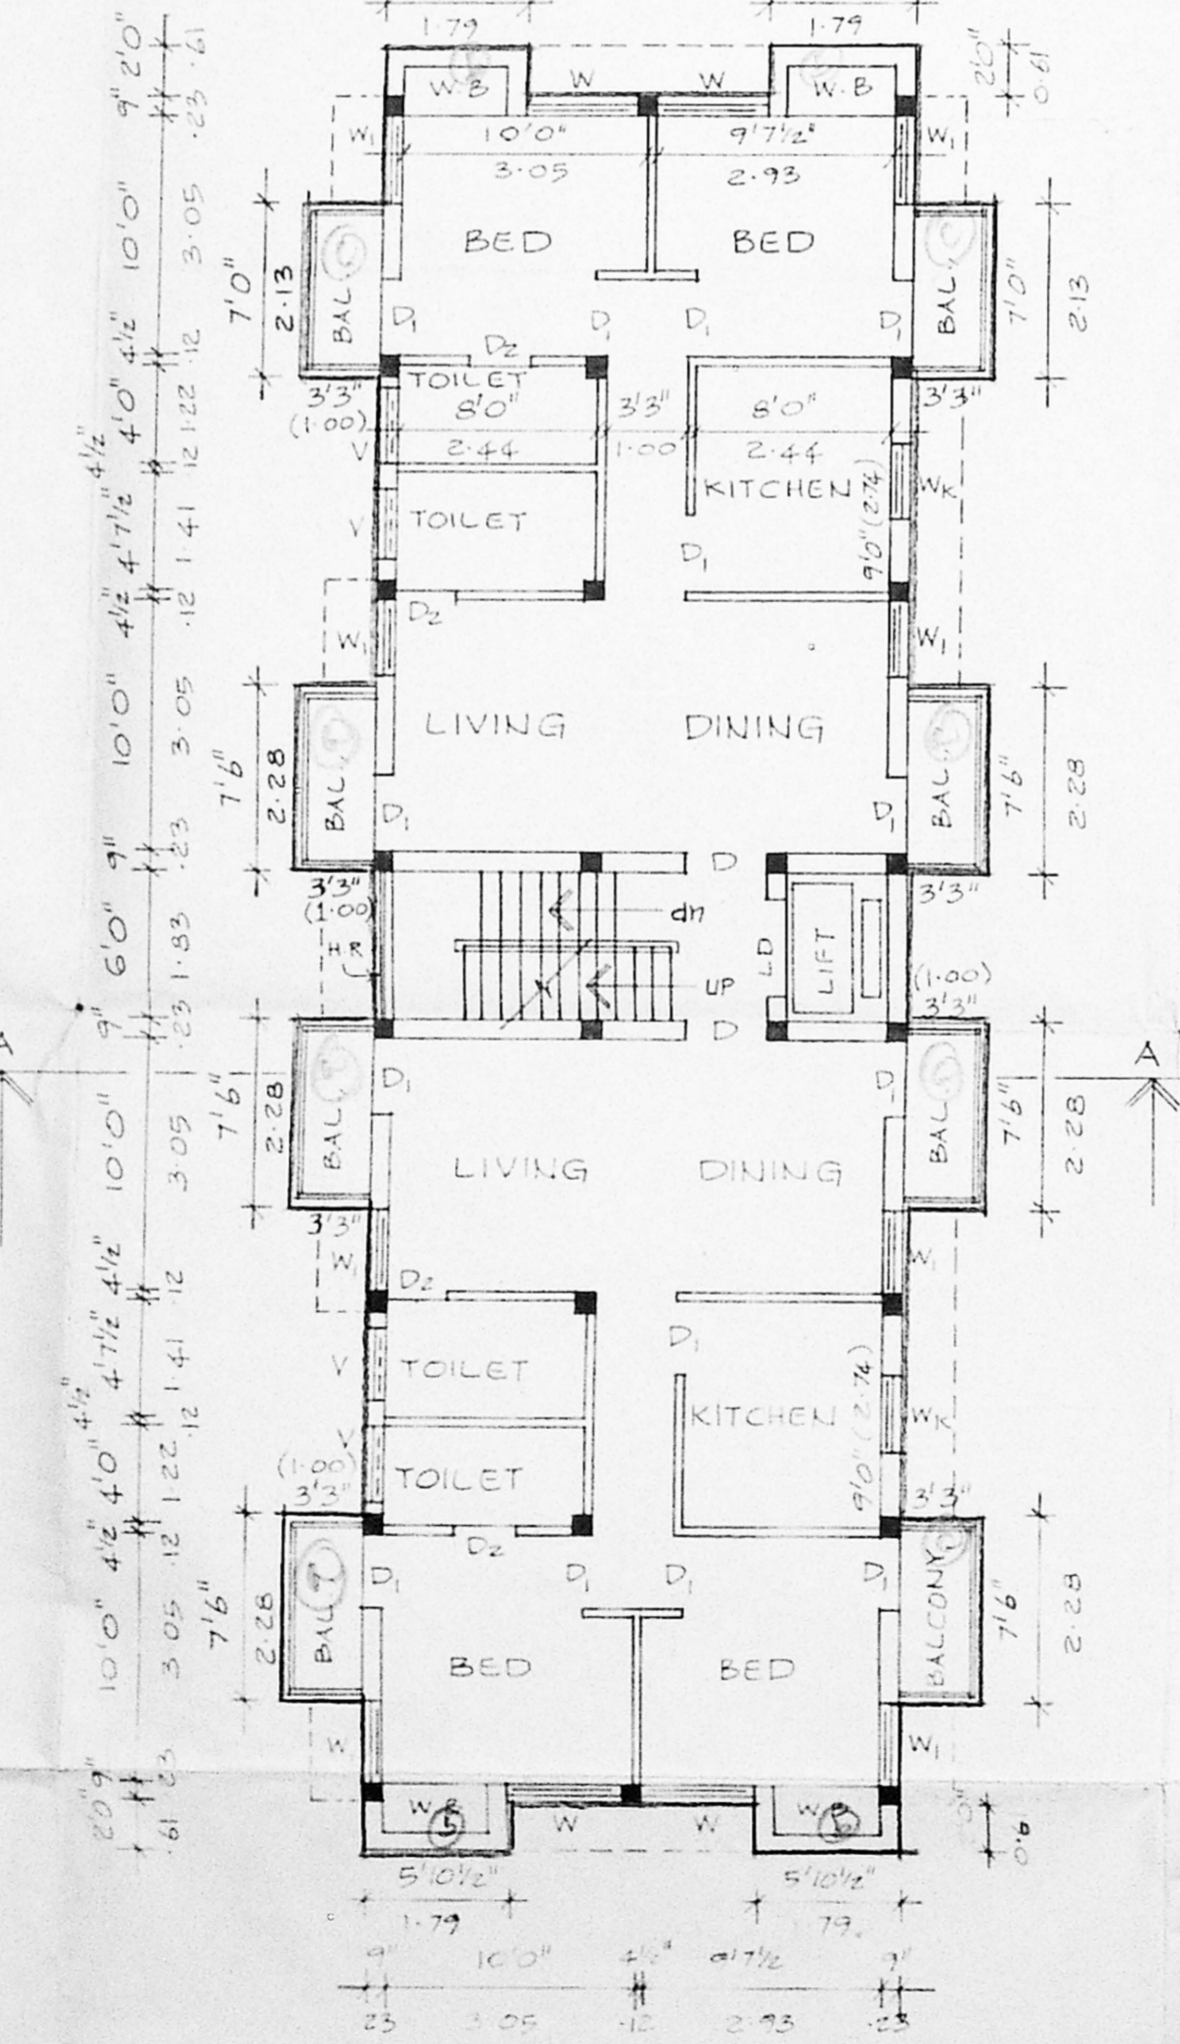 1.79 1.79
W.B W W W.B
2'0" .61
2'0" 0.61
9" .23
W1 10'0" 9'7½" W1
3.05 2.93
10'0" 3.05
BED BED
7'0" 2.13 BAL. BAL. 7'0" 2.13
D1 D1 D1 D1
4½" .12
D2
TOILET
3'3" 8'0" 3'3" 8'0" 3'3"
(1.00)
4'0" 1.22
V 2.44 1.00 2.44
4½" .12
KITCHEN 9'0" (2.74) WK
4'7½" 1.41
V TOILET
D1
4½" .12
D2
W1 W1
10'0" 3.05
LIVING DINING
7'6" 2.28 BAL. BAL. 7'6" 2.28
D1 D1
9" .23
D
3'3" 3'3"
(1.00)
dn
6'0" 1.83
LD LIFT
UP
(1.00)
3'3"
9" .23
D
A
7'6" 2.28 BAL. D1 D1 BAL. 7'6" 2.28
10'0" 3.05
LIVING DINING
3'3"
W1 W1
4½" .12
D2
D1
4'7½" 1.41
V TOILET
KITCHEN 9'0" (2.74) WK
4½" .12
V
4'0" 1.22
(1.00)
3'3" TOILET 3'3"
4½" .12
D2
D1 D1 D1 D1
7'6" 2.28 BAL. BALCONY 7'6" 2.28
10'0" 3.05
BED BED
W W1
9" .23
2'0" .61
W.B W W W.B
0.61
5'10½" 5'10½"
1.79 1.79
9" 10'0" 4½" 9'7½" 9"
.23 3.05 .12 2.93 .23